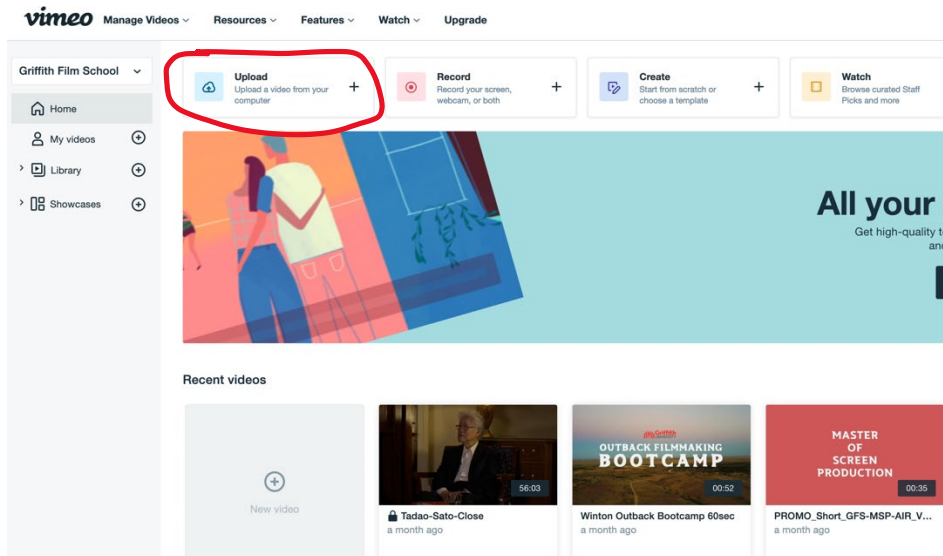 vimeo Manage Videos Resources Features Watch Upgrade
Griffith Film School
Home
My videos
Library
Showcases
Upload
Upload a video from your
computer
Record
Record your screen,
webcam, or both
Create
Start from scratch or
choose a template
Watch
Browse curated Staff
Picks and more
All your
Get high-quality t
an
Recent videos
New video
56:03
Tadao-Sato-Close
a month ago
OUTBACK FILMMAKING
BOOTCAMP
00:52
Winton Outback Bootcamp 60sec
a month ago
MASTER
OF
SCREEN
PRODUCTION
00:35
PROMO_Short_GFS-MSP-AIR_V...
a month ago